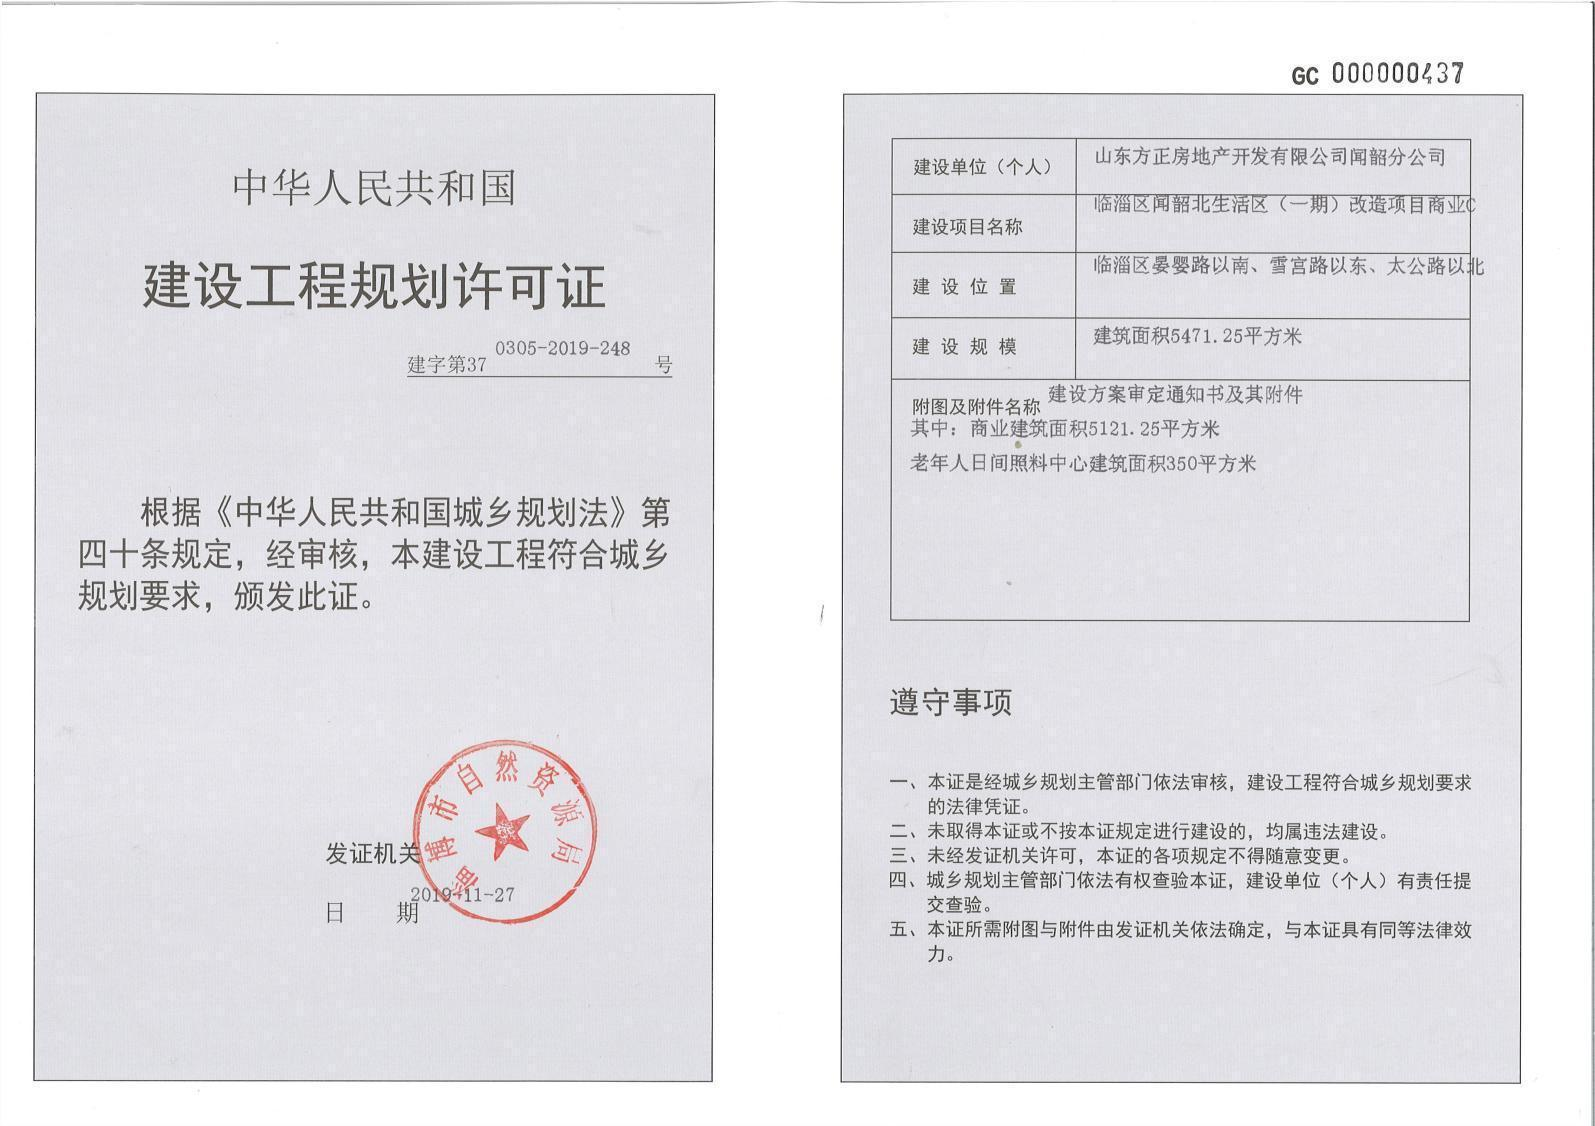 GC 000000437
中华人民共和国
建设工程规划许可证
建字第37 0305-2019-248 号
根据《中华人民共和国城乡规划法》第
四十条规定，经审核，本建设工程符合城乡
规划要求，颁发此证。
发证机关
淄博市自然资源局
日 期 2019-11-27
建设单位（个人） 山东方正房地产开发有限公司闻韶分公司
建设项目名称 临淄区闻韶北生活区（一期）改造项目商业C
建设位置 临淄区晏婴路以南、雪宫路以东、太公路以北
建设规模 建筑面积5471.25平方米
附图及附件名称 建设方案审定通知书及其附件
其中：商业建筑面积5121.25平方米
老年人日间照料中心建筑面积350平方米
遵守事项
一、本证是经城乡规划主管部门依法审核，建设工程符合城乡规划要求
的法律凭证。
二、未取得本证或不按本证规定进行建设的，均属违法建设。
三、未经发证机关许可，本证的各项规定不得随意变更。
四、城乡规划主管部门依法有权查验本证，建设单位（个人）有责任提
交查验。
五、本证所需附图与附件由发证机关依法确定，与本证具有同等法律效
力。